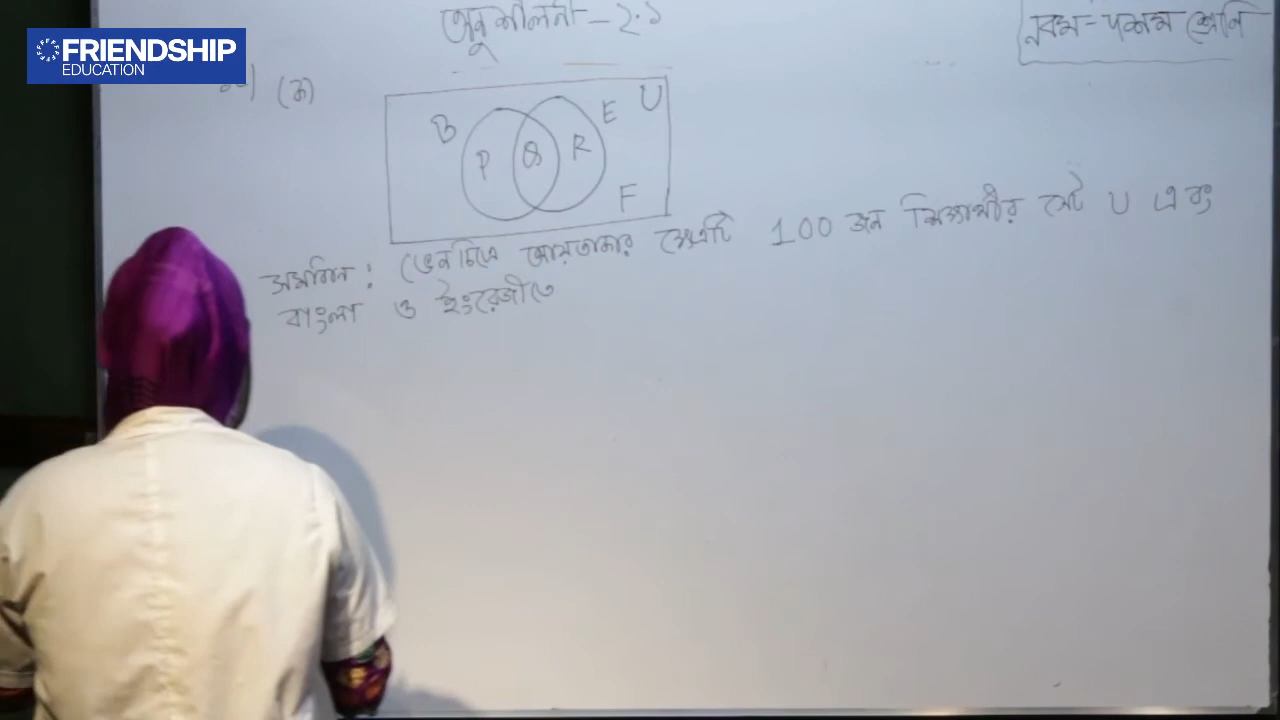 FRIENDSHIP
EDUCATION
অনুশীলনী - ২.১
নবম - দশম শ্রেণি
(ক)
B P Q R E U
F
সমাধান : ভেনচিত্রে আয়তাকার ক্ষেত্রটি 100 জন শিক্ষার্থীর সেট U এবং
বাংলা ও ইংরেজীতে